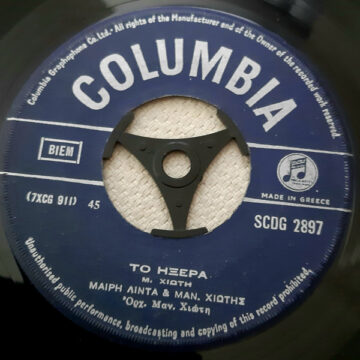 Columbia Graphophone Co. Ltd. - All rights of the Manufacturer and of the Owner of the recorded work reserved.
COLUMBIA
BIEM
MADE IN GREECE
(7XCG 911) 45
SCDG 2897
ΤΟ ΗΞΕΡΑ
Μ. ΧΙΩΤΗ
ΜΑΙΡΗ ΛΙΝΤΑ & ΜΑΝ. ΧΙΩΤΗΣ
Ὀρχ. Μαν. Χιώτη
Unauthorised public performance, broadcasting and copying of this record prohibited.